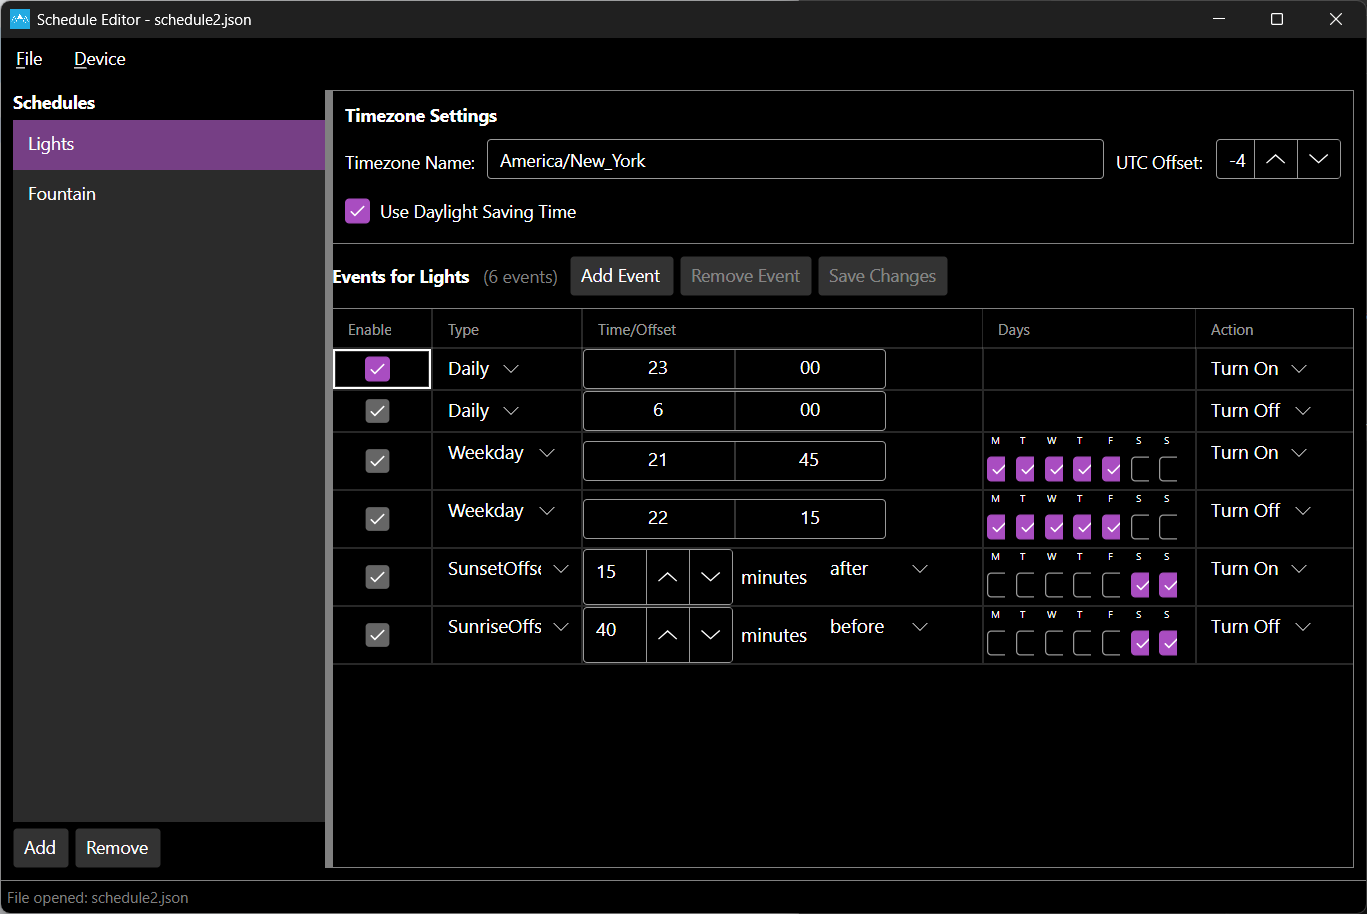 Schedule Editor - schedule2.json
File Device
Schedules
Lights
Fountain
Add Remove
Timezone Settings
Timezone Name: America/New_York UTC Offset: -4
Use Daylight Saving Time
Events for Lights (6 events) Add Event Remove Event Save Changes
Enable Type Time/Offset Days Action
Daily 23 00 Turn On
Daily 6 00 Turn Off
M T W T F S S
Weekday 21 45 Turn On
M T W T F S S
Weekday 22 15 Turn Off
M T W T F S S
SunsetOffse 15 minutes after Turn On
M T W T F S S
SunriseOffs 40 minutes before Turn Off
File opened: schedule2.json